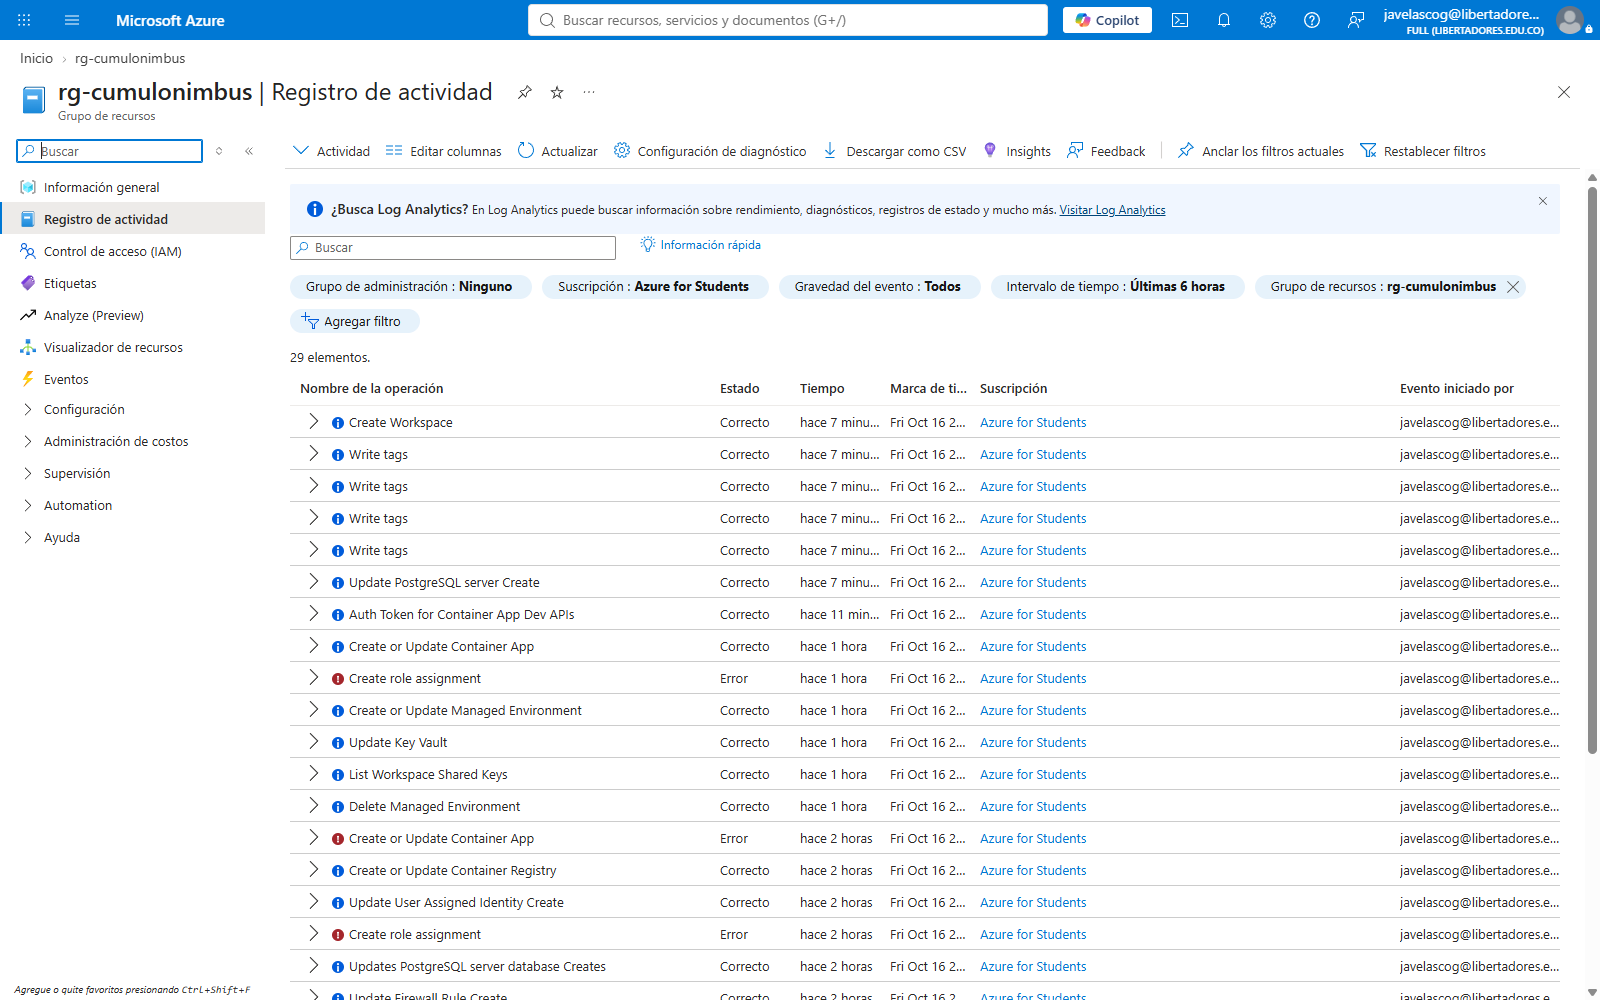 Microsoft Azure
Buscar recursos, servicios y documentos (G+/)
Copilot
javelascog@libertadore...
FULL (LIBERTADORES.EDU.CO)
Inicio > rg-cumulonimbus
rg-cumulonimbus | Registro de actividad
Grupo de recursos
Buscar
Información general
Registro de actividad
Control de acceso (IAM)
Etiquetas
Analyze (Preview)
Visualizador de recursos
Eventos
Configuración
Administración de costos
Supervisión
Automation
Ayuda
Agregue o quite favoritos presionando Ctrl+Shift+F
Actividad Editar columnas Actualizar Configuración de diagnóstico Descargar como CSV Insights Feedback Anclar los filtros actuales Restablecer filtros
¿Busca Log Analytics? En Log Analytics puede buscar información sobre rendimiento, diagnósticos, registros de estado y mucho más. Visitar Log Analytics
Buscar
Información rápida
Grupo de administración : Ninguno Suscripción : Azure for Students Gravedad del evento : Todos Intervalo de tiempo : Últimas 6 horas Grupo de recursos : rg-cumulonimbus
Agregar filtro
29 elementos.
Nombre de la operación Estado Tiempo Marca de ti... Suscripción Evento iniciado por
Create Workspace Correcto hace 7 minu... Fri Oct 16 2... Azure for Students javelascog@libertadores.e...
Write tags Correcto hace 7 minu... Fri Oct 16 2... Azure for Students javelascog@libertadores.e...
Write tags Correcto hace 7 minu... Fri Oct 16 2... Azure for Students javelascog@libertadores.e...
Write tags Correcto hace 7 minu... Fri Oct 16 2... Azure for Students javelascog@libertadores.e...
Write tags Correcto hace 7 minu... Fri Oct 16 2... Azure for Students javelascog@libertadores.e...
Update PostgreSQL server Create Correcto hace 7 minu... Fri Oct 16 2... Azure for Students javelascog@libertadores.e...
Auth Token for Container App Dev APIs Correcto hace 11 min... Fri Oct 16 2... Azure for Students javelascog@libertadores.e...
Create or Update Container App Correcto hace 1 hora Fri Oct 16 2... Azure for Students javelascog@libertadores.e...
Create role assignment Error hace 1 hora Fri Oct 16 2... Azure for Students javelascog@libertadores.e...
Create or Update Managed Environment Correcto hace 1 hora Fri Oct 16 2... Azure for Students javelascog@libertadores.e...
Update Key Vault Correcto hace 1 hora Fri Oct 16 2... Azure for Students javelascog@libertadores.e...
List Workspace Shared Keys Correcto hace 1 hora Fri Oct 16 2... Azure for Students javelascog@libertadores.e...
Delete Managed Environment Correcto hace 1 hora Fri Oct 16 2... Azure for Students javelascog@libertadores.e...
Create or Update Container App Error hace 2 horas Fri Oct 16 2... Azure for Students javelascog@libertadores.e...
Create or Update Container Registry Correcto hace 2 horas Fri Oct 16 2... Azure for Students javelascog@libertadores.e...
Update User Assigned Identity Create Correcto hace 2 horas Fri Oct 16 2... Azure for Students javelascog@libertadores.e...
Create role assignment Error hace 2 horas Fri Oct 16 2... Azure for Students javelascog@libertadores.e...
Updates PostgreSQL server database Creates Correcto hace 2 horas Fri Oct 16 2... Azure for Students javelascog@libertadores.e...
Update Firewall Rule Create Correcto hace 2 horas Fri Oct 16 2... Azure for Students javelascog@libertadores.e...